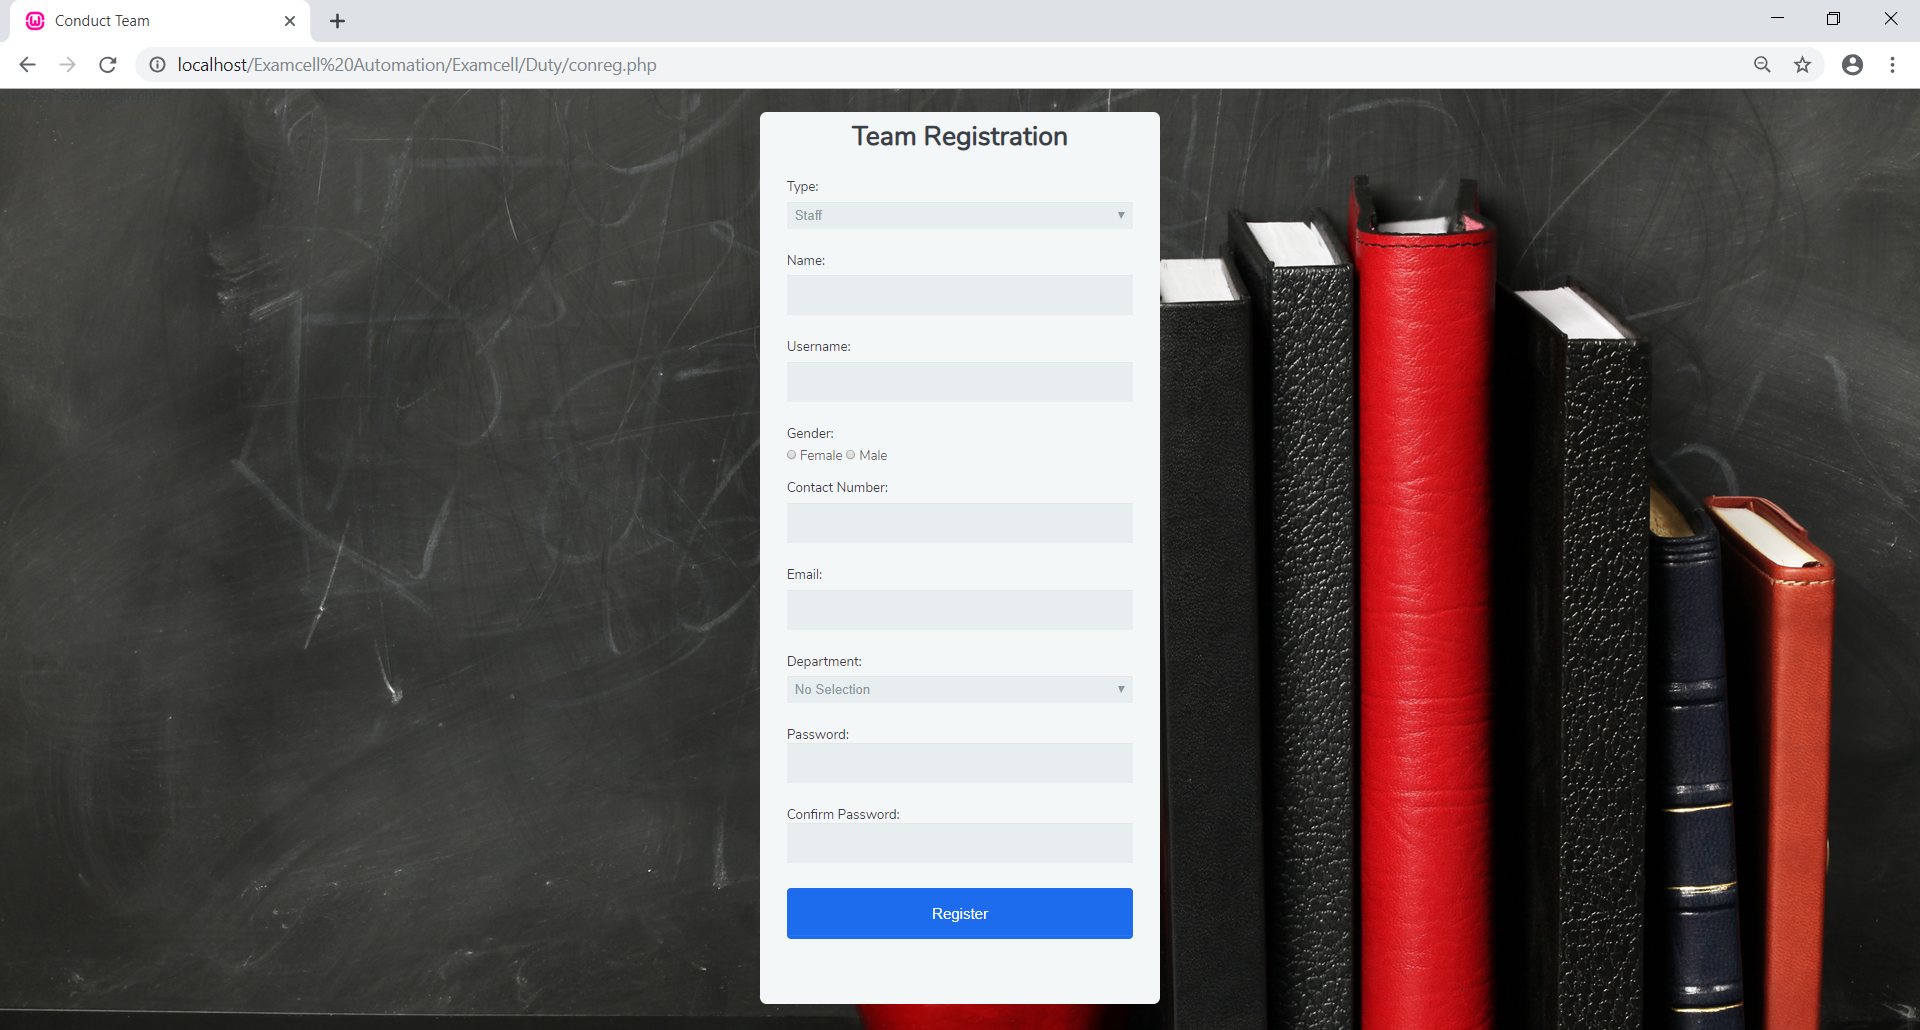 Conduct Team
localhost/Examcell%20Automation/Examcell/Duty/conreg.php
Team Registration
Type:
Staff
Name:
Username:
Gender:
Female Male
Contact Number:
Email:
Department:
No Selection
Password:
Confirm Password:
Register